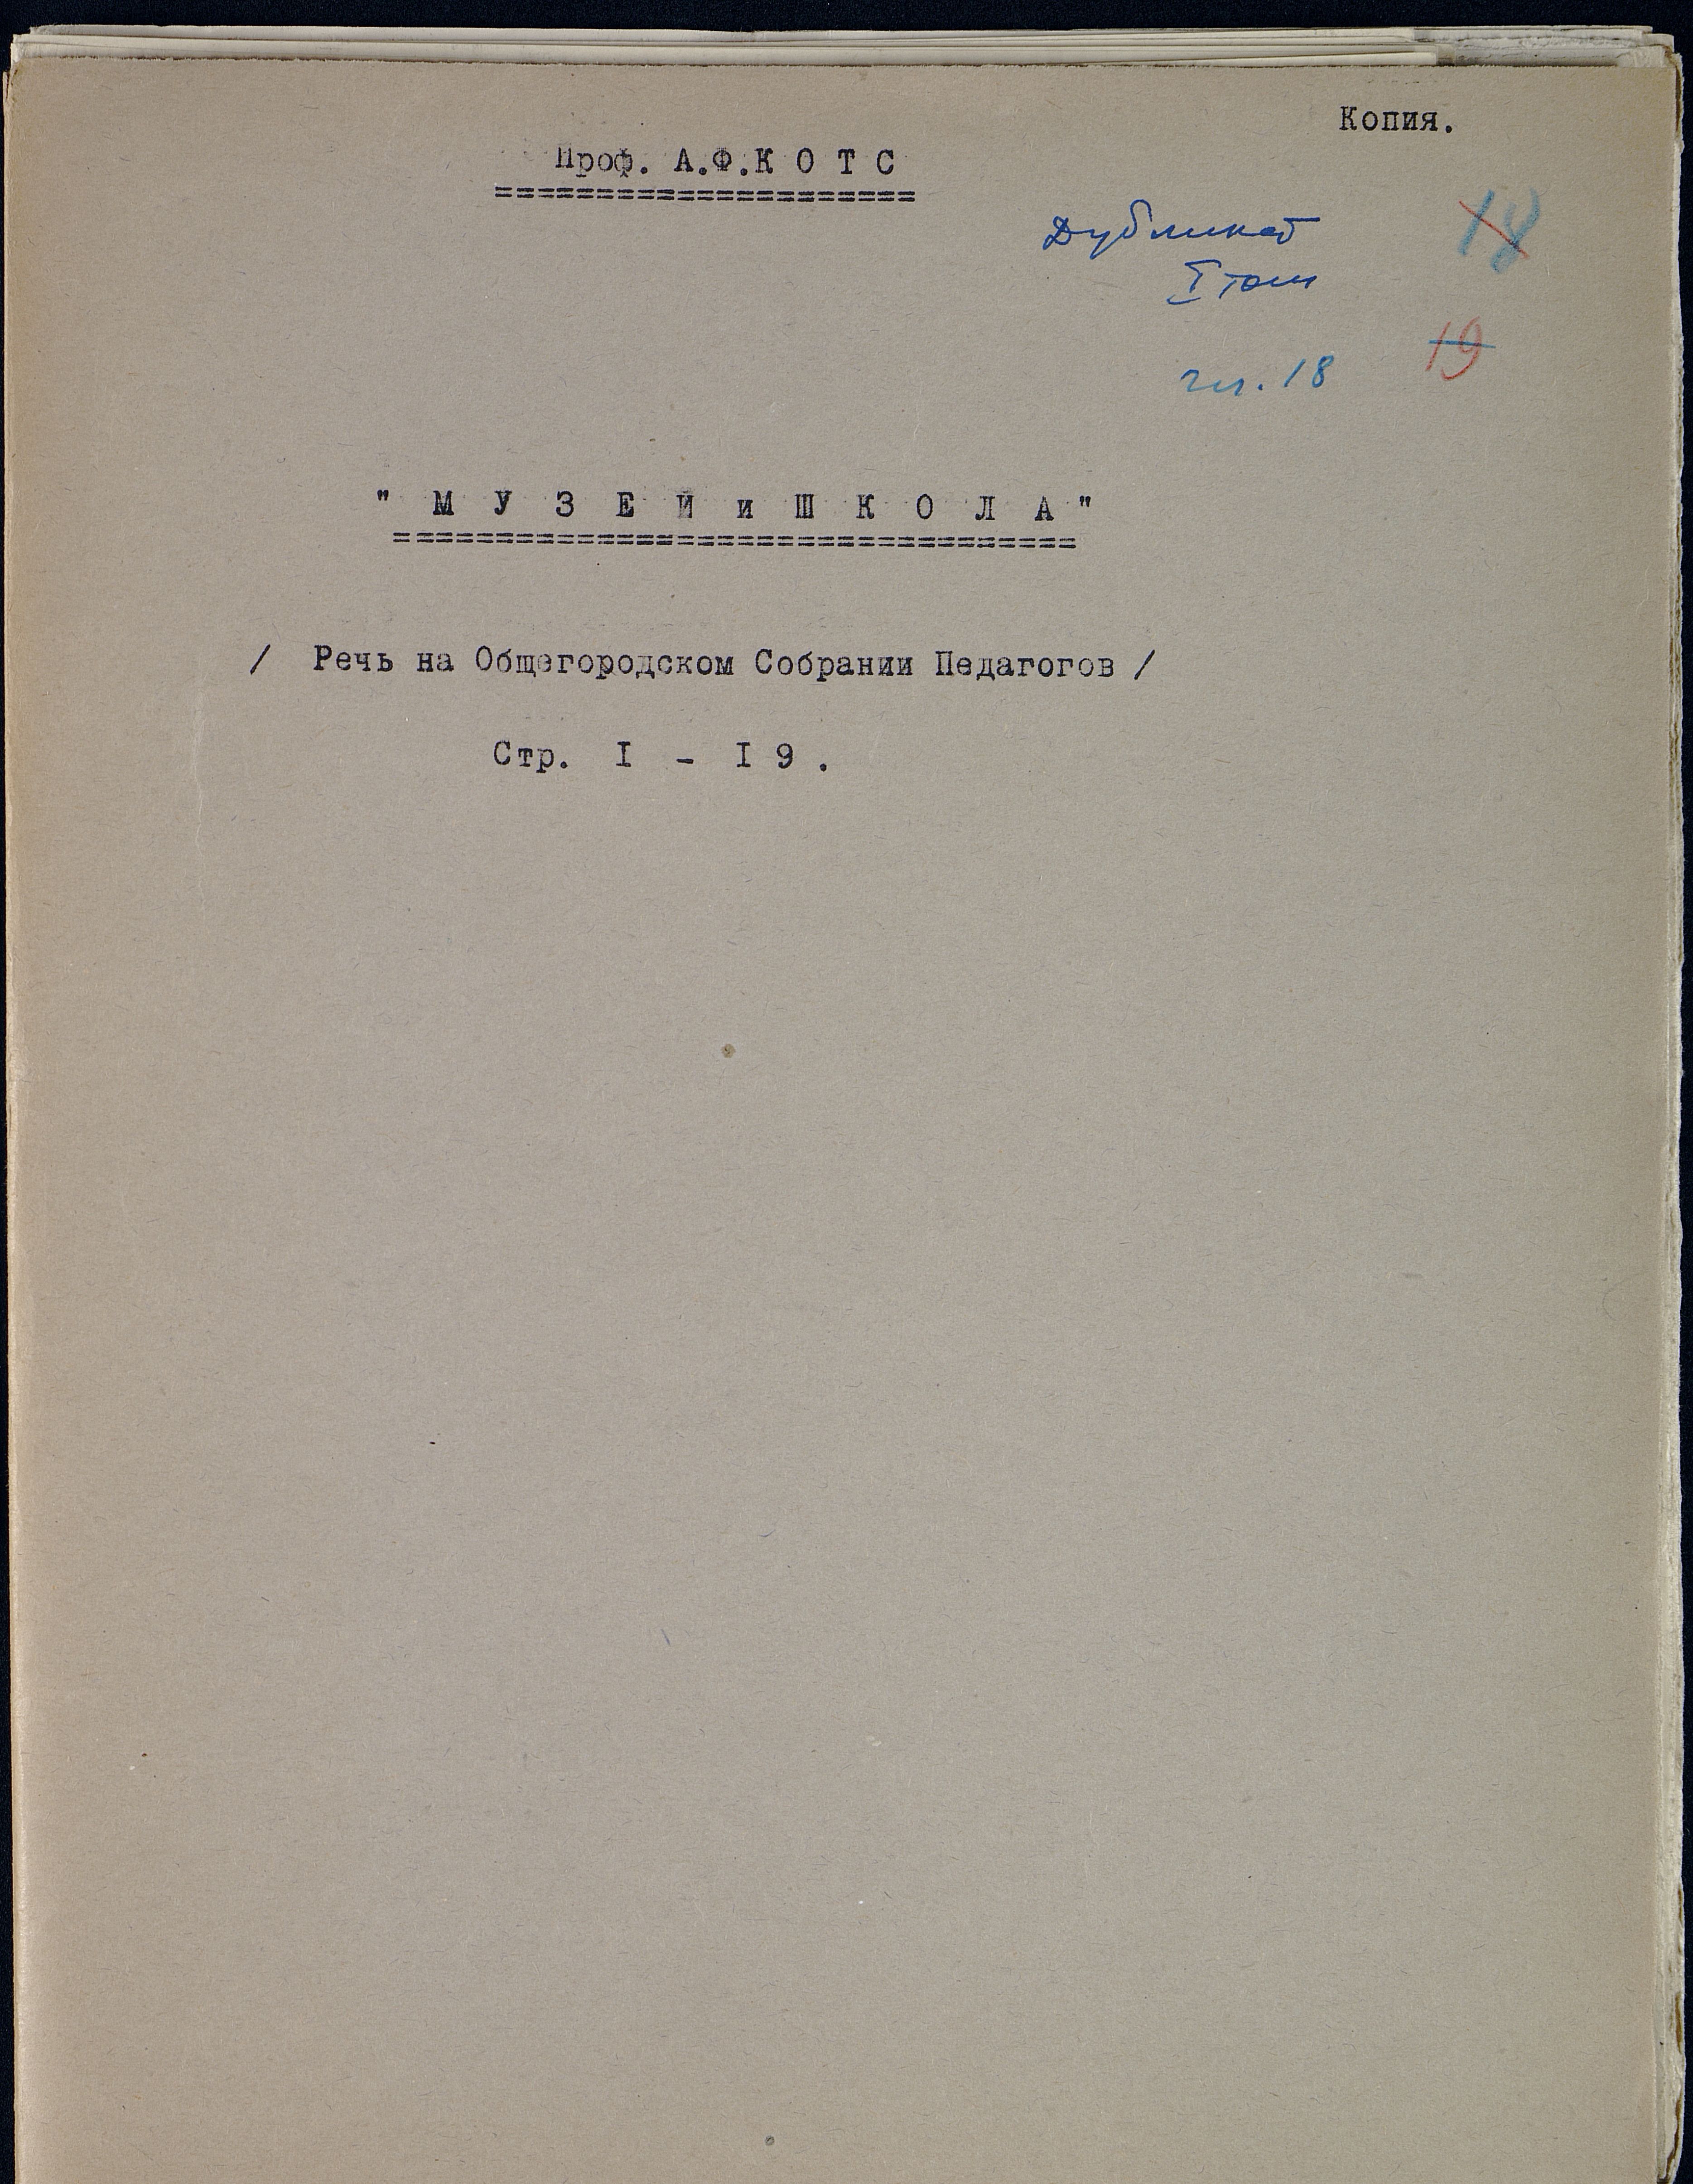 Копия.
Проф. А.Ф.К О Т С
=====================
Дубликат
18
I том
19
гл. 18
" М У З Е Й и Ш К О Л А"
==================================
/ Речь на Общегородском Собрании Педагогов /
Стр. I - I 9 .